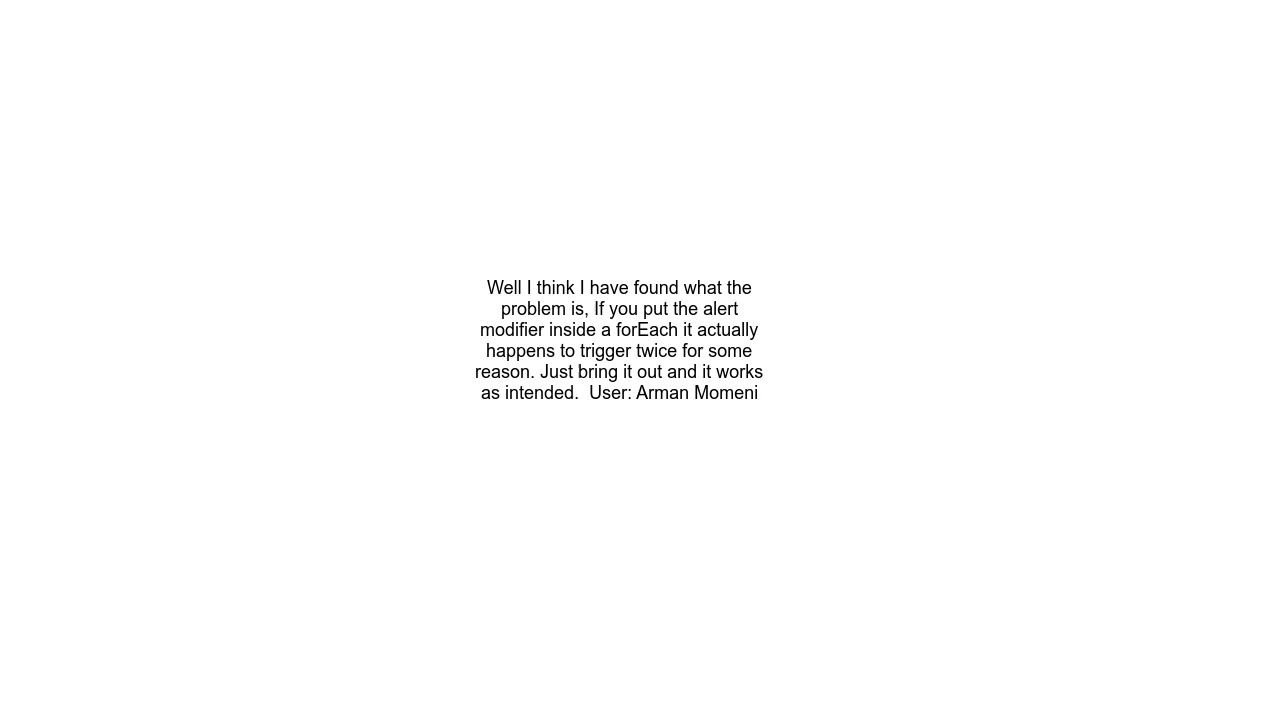 Well I think I have found what the
problem is, If you put the alert
modifier inside a forEach it actually
happens to trigger twice for some
reason. Just bring it out and it works
as intended.  User: Arman Momeni